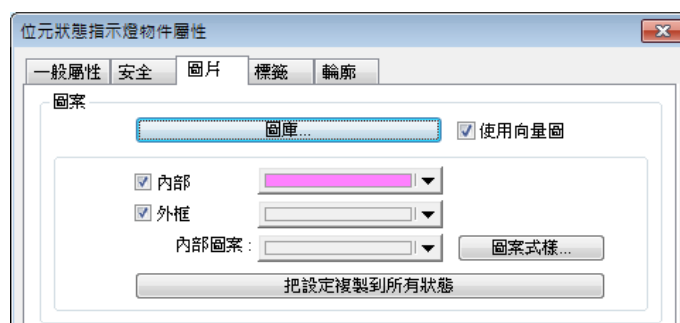 位元狀態指示燈物件屬性
一般屬性 安全 圖片 標籤 輪廓
圖案
圖庫... 使用向量圖
內部
外框
內部圖案 : 圖案式樣...
把設定複製到所有狀態